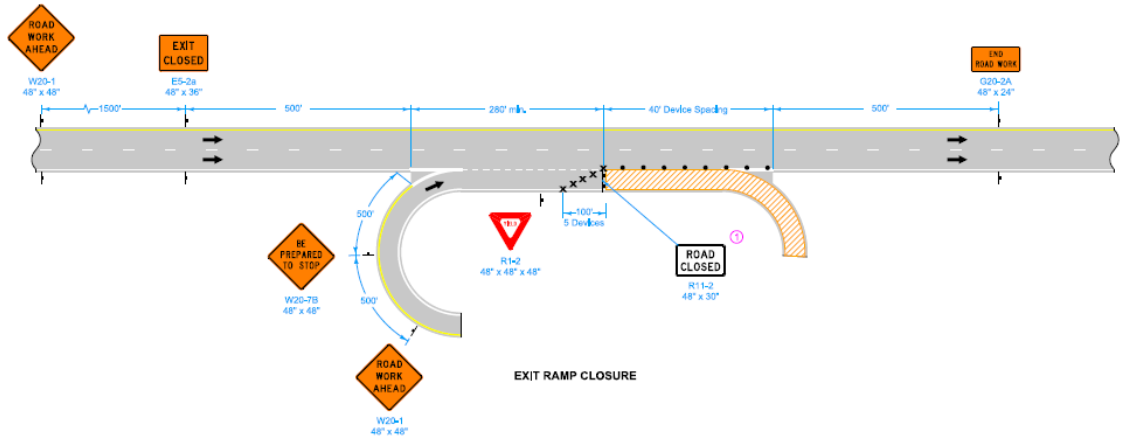 ROAD
WORK
AHEAD
W20-1
48" x 48"
EXIT
CLOSED
E5-2a
48" x 36"
END
ROAD WORK
G20-2A
48" x 24"
1500'
500'
280' min.
40' Device Spacing
500'
500'
BE
PREPARED
TO STOP
W20-7B
48" x 48"
500'
YIELD
R1-2
48" x 48" x 48"
100'
5 Devices
1
ROAD
CLOSED
R11-2
48" x 30"
ROAD
WORK
AHEAD
W20-1
48" x 48"
EXIT RAMP CLOSURE